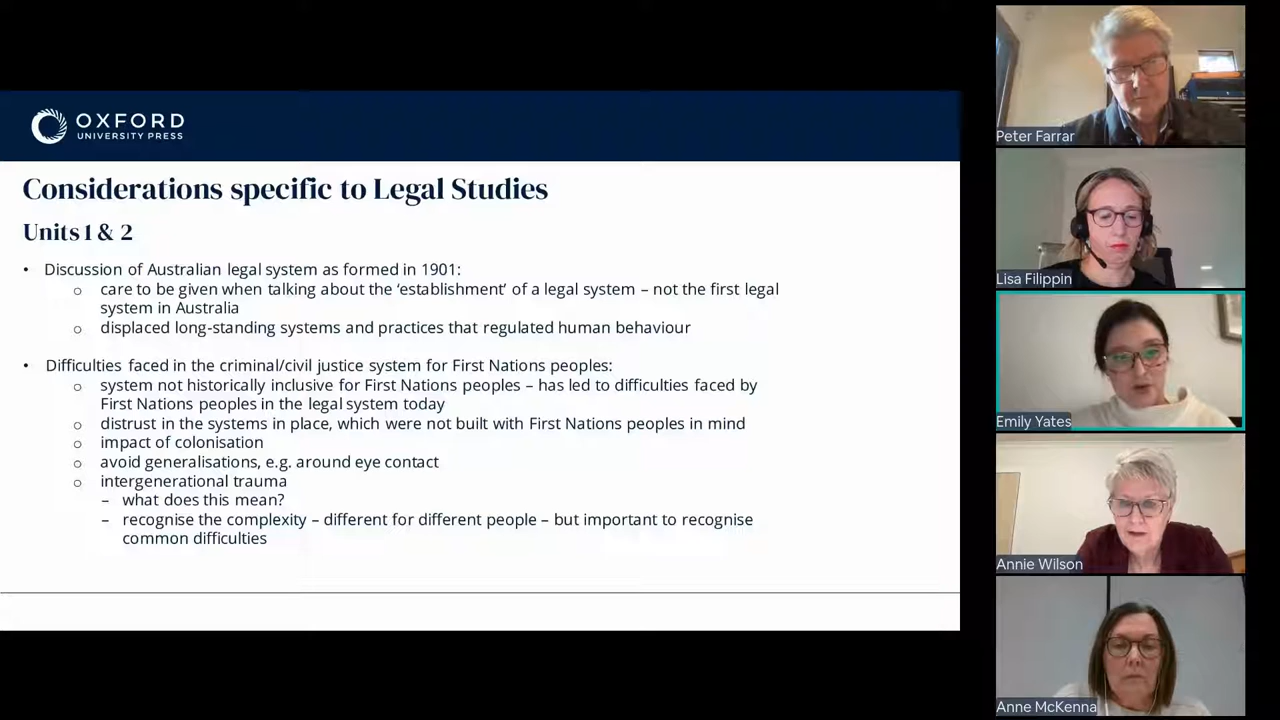 OXFORD
UNIVERSITY PRESS
Considerations specific to Legal Studies
Units 1 & 2
• Discussion of Australian legal system as formed in 1901:
○ care to be given when talking about the ‘establishment’ of a legal system – not the first legal
system in Australia
○ displaced long-standing systems and practices that regulated human behaviour
• Difficulties faced in the criminal/civil justice system for First Nations peoples:
○ system not historically inclusive for First Nations peoples – has led to difficulties faced by
First Nations peoples in the legal system today
○ distrust in the systems in place, which were not built with First Nations peoples in mind
○ impact of colonisation
○ avoid generalisations, e.g. around eye contact
○ intergenerational trauma
– what does this mean?
– recognise the complexity – different for different people – but important to recognise
common difficulties
Peter Farrar
Lisa Filippin
Emily Yates
Annie Wilson
Anne McKenna